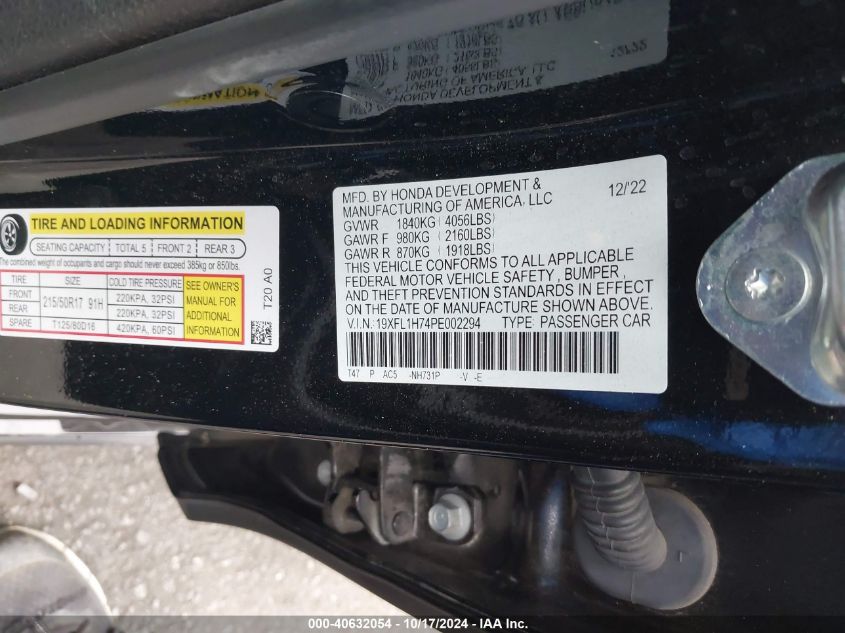 MFD. BY HONDA DEVELOPMENT &
MANUFACTURING OF AMERICA, LLC
12/'22
GVWR 1840KG (4056LBS)
GAWR F 980KG (2160LBS)
GAWR R 870KG (1918LBS)
THIS VEHICLE CONFORMS TO ALL APPLICABLE
FEDERAL MOTOR VEHICLE SAFETY , BUMPER ,
AND THEFT PREVENTION STANDARDS IN EFFECT
ON THE DATE OF MANUFACTURE SHOWN ABOVE.
V.I.N. 19XFL1H74PE002294 TYPE PASSENGER CAR
T47 P AC5 -NH731P -V -E
TIRE AND LOADING INFORMATION
SEATING CAPACITY TOTAL 5 FRONT 2 REAR 3
The combined weight of occupants and cargo should never exceed 385kg or 850lbs.
TIRE SIZE COLD TIRE PRESSURE
FRONT 215/50R17 91H 220KPA, 32PSI
REAR 220KPA, 32PSI
SPARE T125/80D16 420KPA, 60PSI
SEE OWNER'S
MANUAL FOR
ADDITIONAL
INFORMATION
T20 A0
000-40632054 - 10/17/2024 - IAA Inc.